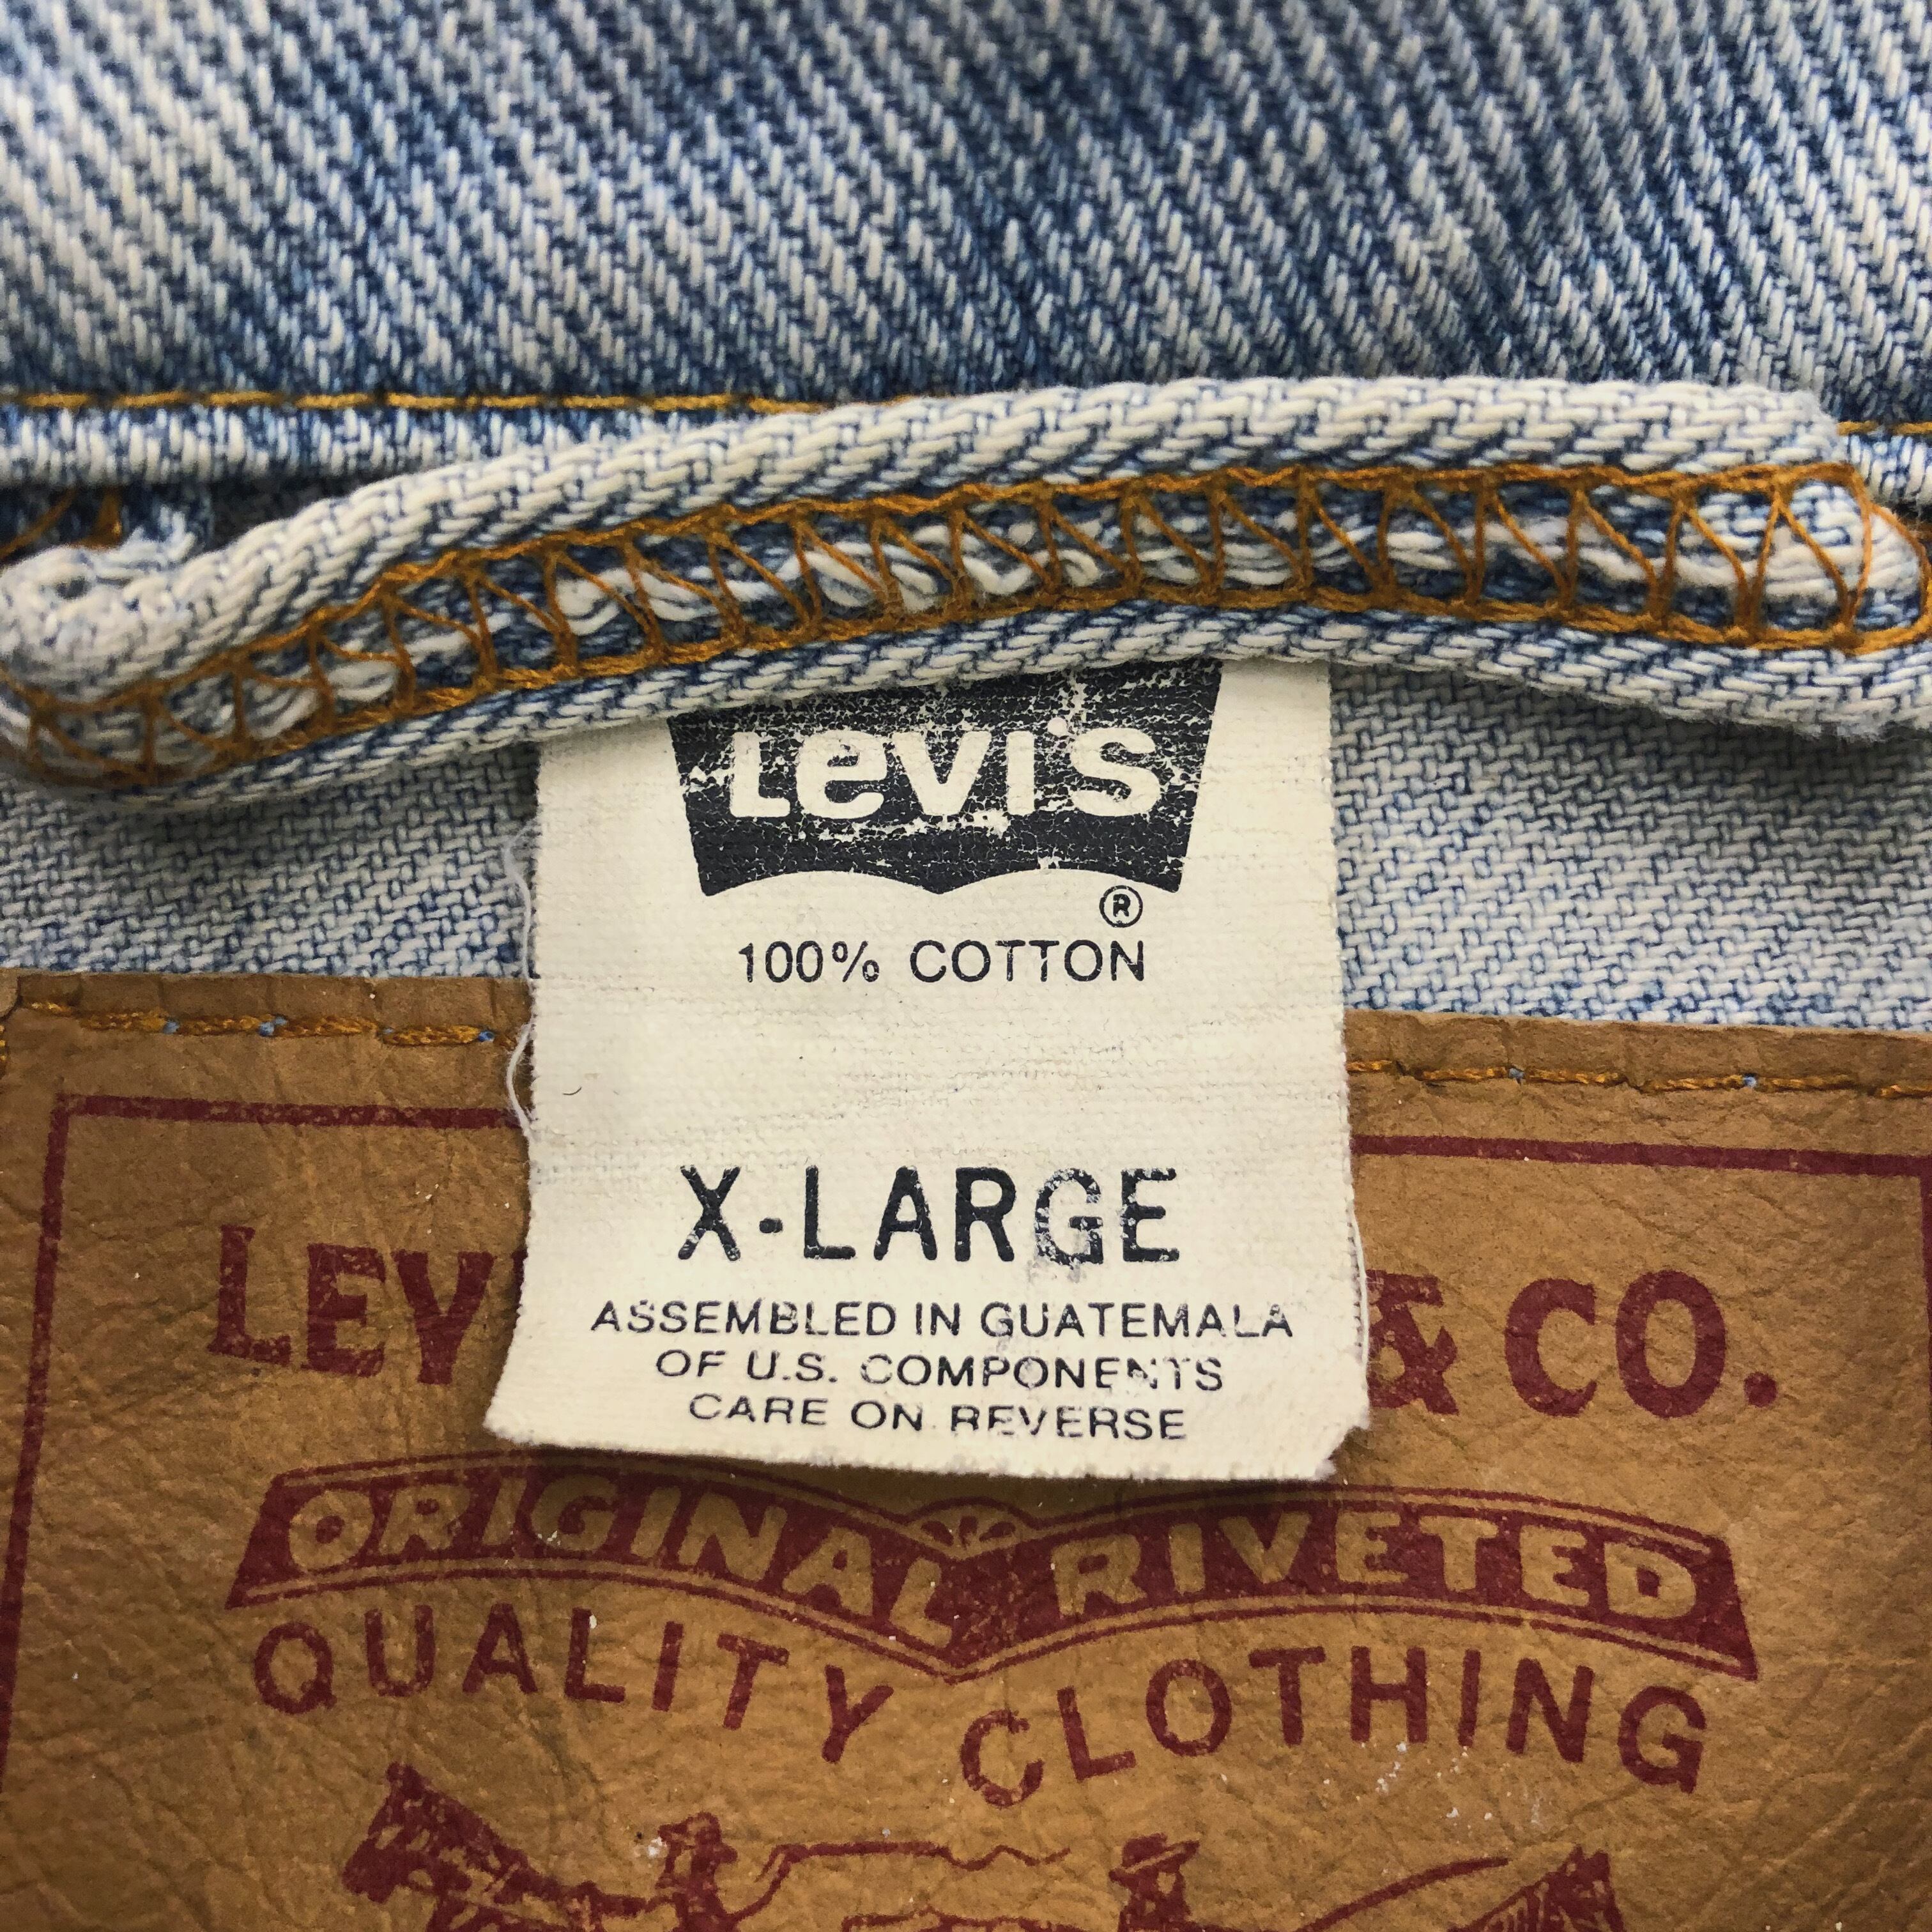 Levi's
®
100% COTTON
X-LARGE
ASSEMBLED IN GUATEMALA
OF U.S. COMPONENTS
CARE ON REVERSE
& CO.
ORIGINAL RIVETED
QUALITY CLOTHING